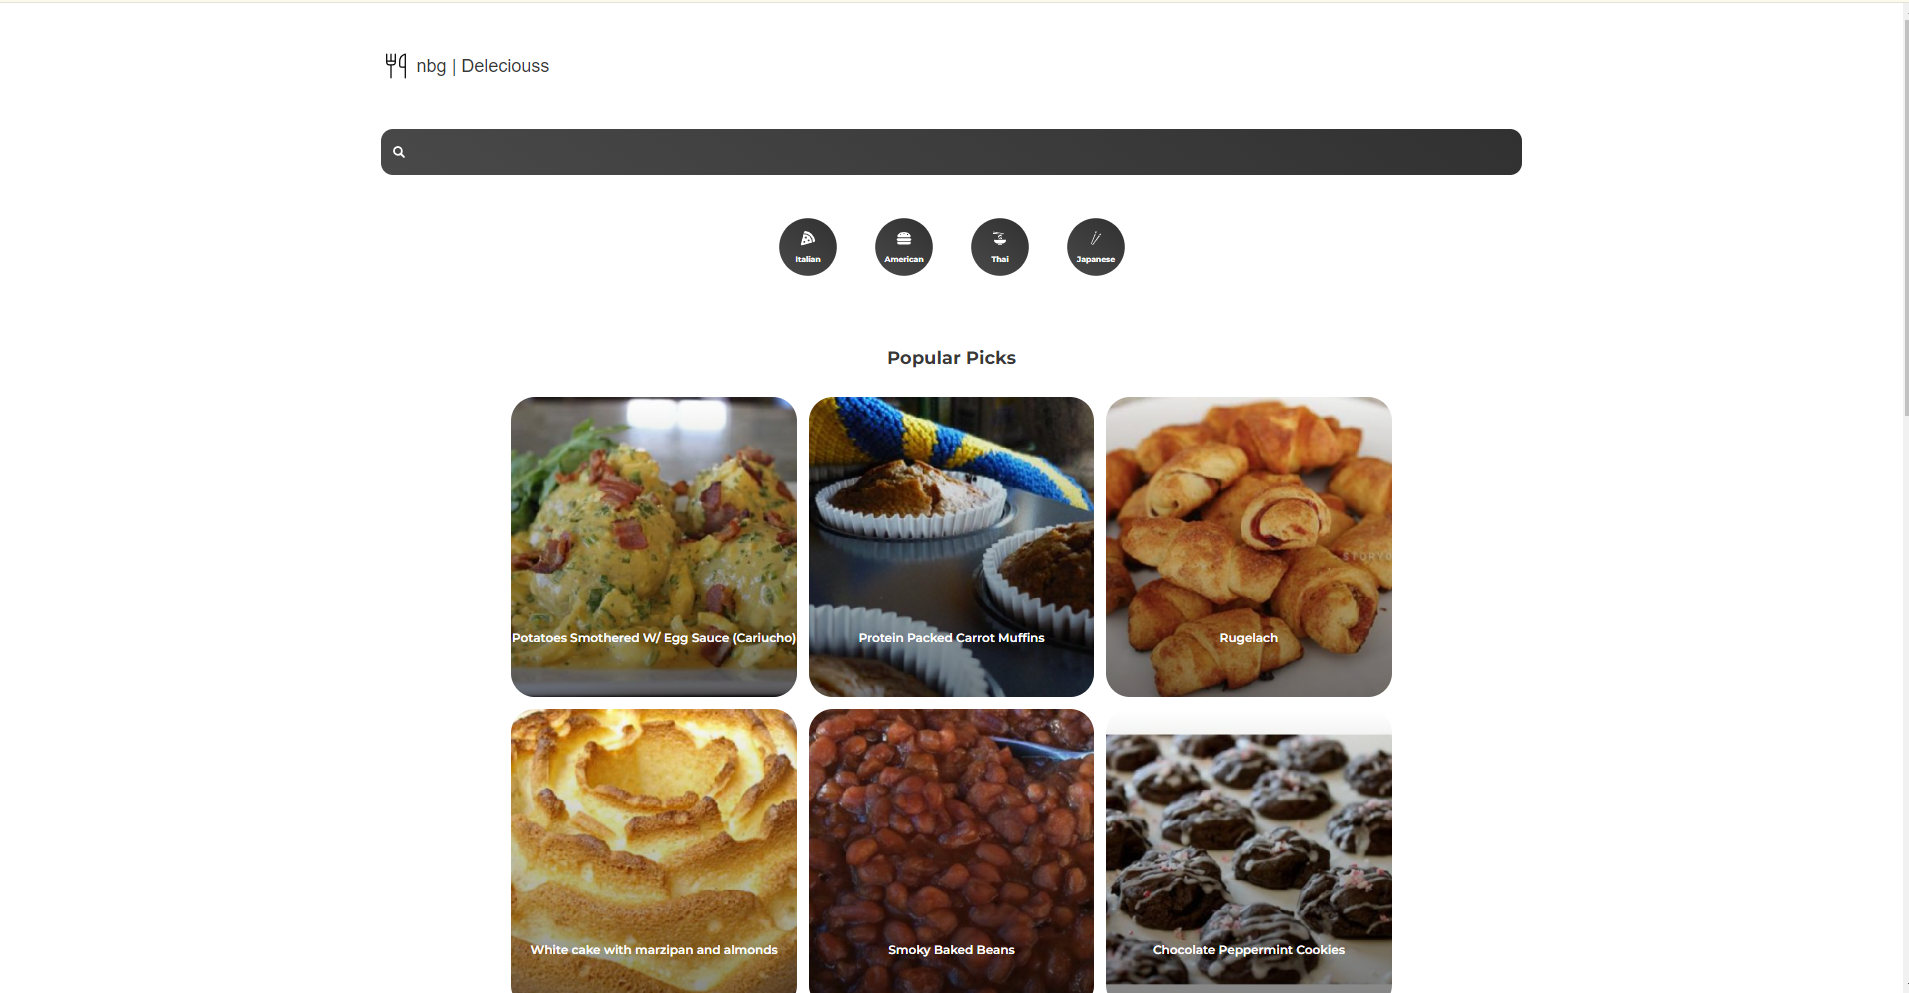 nbg | Deleciouss
Italian
American
Thai
Japanese
Popular Picks
Potatoes Smothered W/ Egg Sauce (Cariucho)
Protein Packed Carrot Muffins
Rugelach
White cake with marzipan and almonds
Smoky Baked Beans
Chocolate Peppermint Cookies